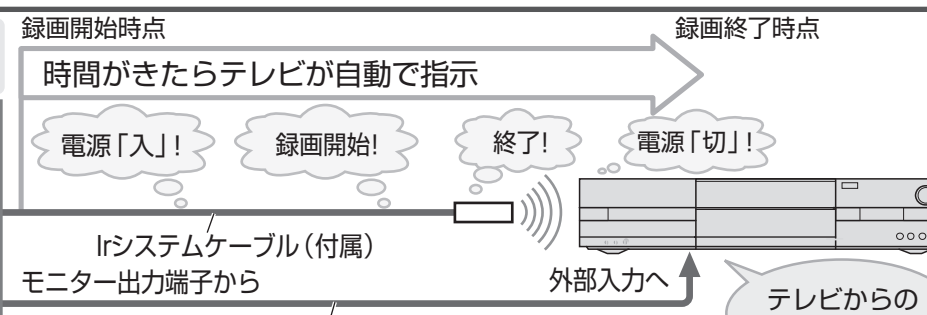 録画開始時点
録画終了時点
時間がきたらテレビが自動で指示
電源「入」!
録画開始!
終了!
電源「切」!
Irシステムケーブル(付属)
モニター出力端子から
外部入力へ
テレビからの